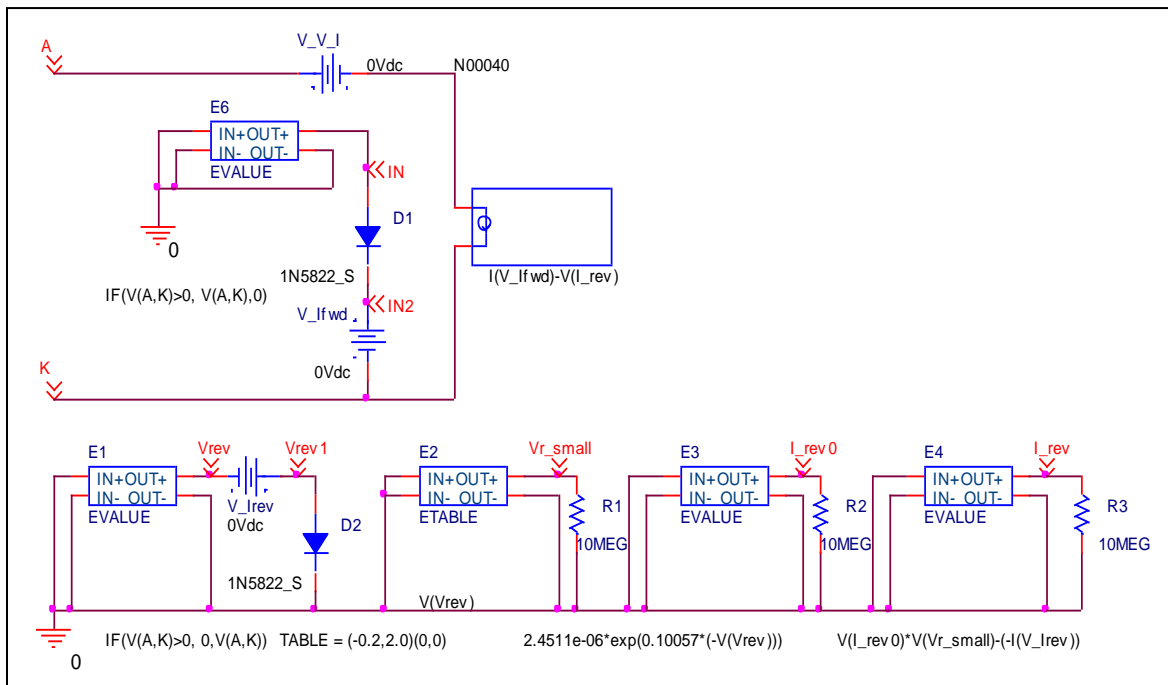 V_V_I
A
0Vdc
N00040
E6
IN+OUT+
IN- OUT-
EVALUE
IN
D1
0
1N5822_S
I(V_Ifwd)-V(I_rev)
IF(V(A,K)>0, V(A,K),0)
IN2
V_Ifwd
0Vdc
K
E1
Vrev
Vrev1
E2
Vr_small
E3
I_rev0
E4
I_rev
IN+OUT+
IN- OUT-
EVALUE
V_Irev
0Vdc
D2
IN+OUT+
IN- OUT-
ETABLE
R1
10MEG
IN+OUT+
IN- OUT-
EVALUE
R2
10MEG
IN+OUT+
IN- OUT-
EVALUE
R3
10MEG
1N5822_S
V(Vrev)
0
IF(V(A,K)>0, 0,V(A,K))
TABLE = (-0.2,2.0)(0,0)
2.4511e-06*exp(0.10057*(-V(Vrev)))
V(I_rev0)*V(Vr_small)-(-I(V_Irev))